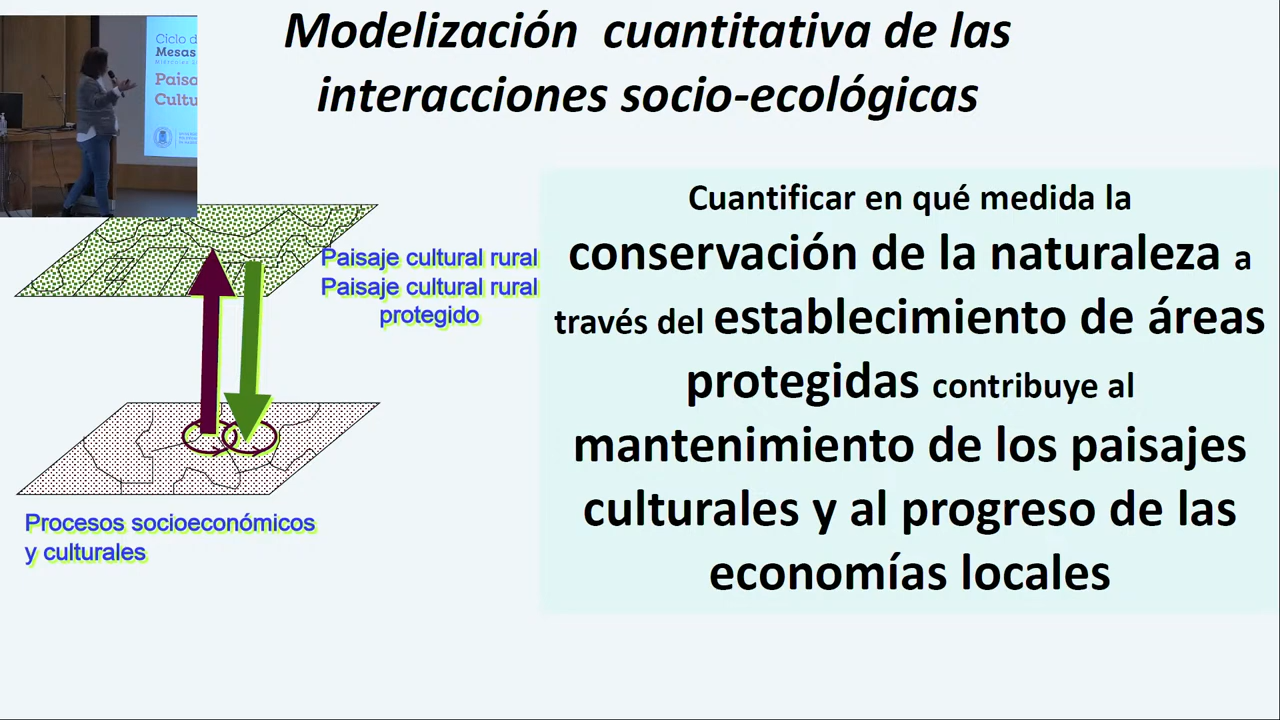 Modelización cuantitativa de las
interacciones socio-ecológicas
Ciclo d
Mesas
Paisa
Cultu
Cuantificar en qué medida la
conservación de la naturaleza a
través del establecimiento de áreas
protegidas contribuye al
mantenimiento de los paisajes
culturales y al progreso de las
economías locales
Paisaje cultural rural
Paisaje cultural rural
protegido
Procesos socioeconómicos
y culturales